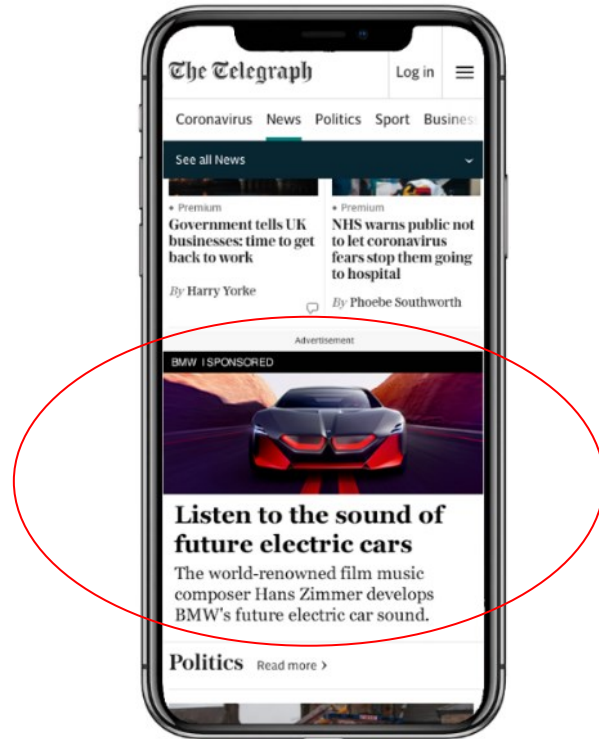 The Telegraph
Log in
Coronavirus News Politics Sport Busines
See all News
• Premium
Government tells UK
businesses: time to get
back to work
By Harry Yorke
• Premium
NHS warns public not
to let coronavirus
fears stop them going
to hospital
By Phoebe Southworth
Advertisement
BMW | SPONSORED
Listen to the sound of
future electric cars
The world-renowned film music
composer Hans Zimmer develops
BMW's future electric car sound.
Politics Read more >